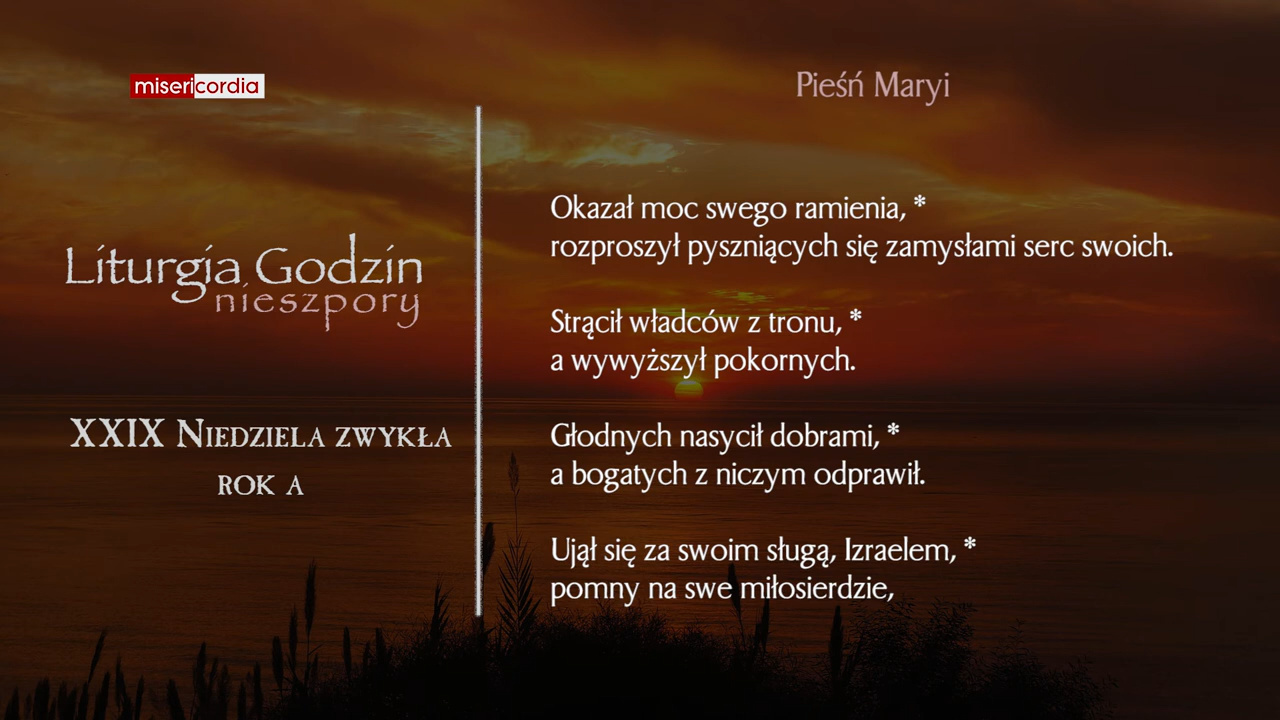 misericordia
Liturgia Godzin
nieszpory
XXIX Niedziela zwykła
rok a
Pieśń Maryi
Okazał moc swego ramienia, *
rozproszył pyszniących się zamysłami serc swoich.
Strącił władców z tronu, *
a wywyższył pokornych.
Głodnych nasycił dobrami, *
a bogatych z niczym odprawił.
Ujął się za swoim sługą, Izraelem, *
pomny na swe miłosierdzie,